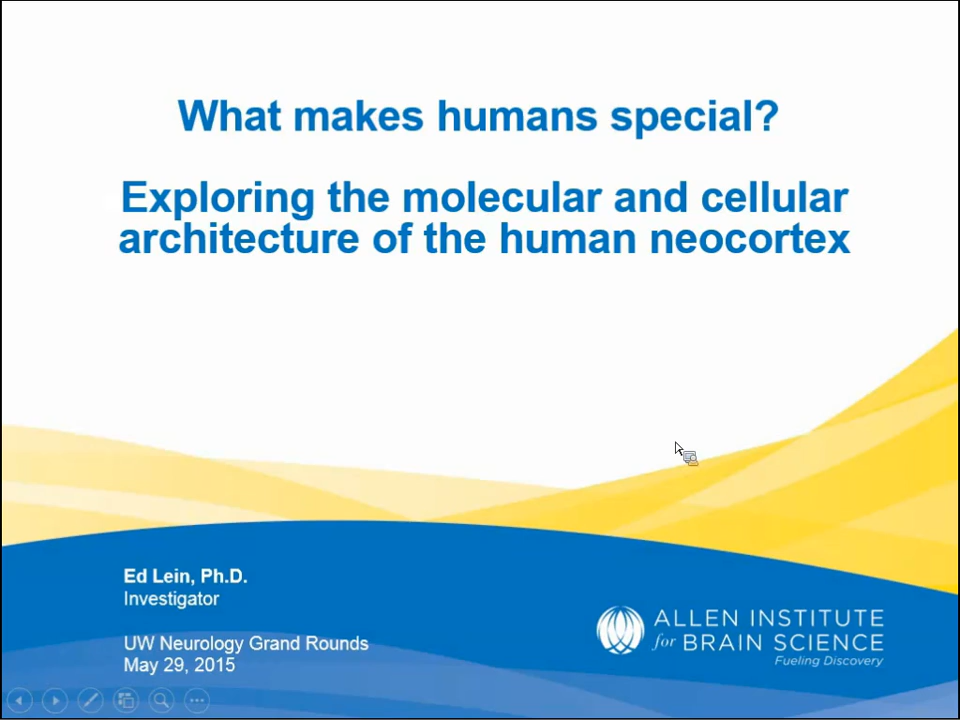 What makes humans special?
Exploring the molecular and cellular
architecture of the human neocortex
Ed Lein, Ph.D.
Investigator
UW Neurology Grand Rounds
May 29, 2015
ALLEN INSTITUTE
for BRAIN SCIENCE
Fueling Discovery